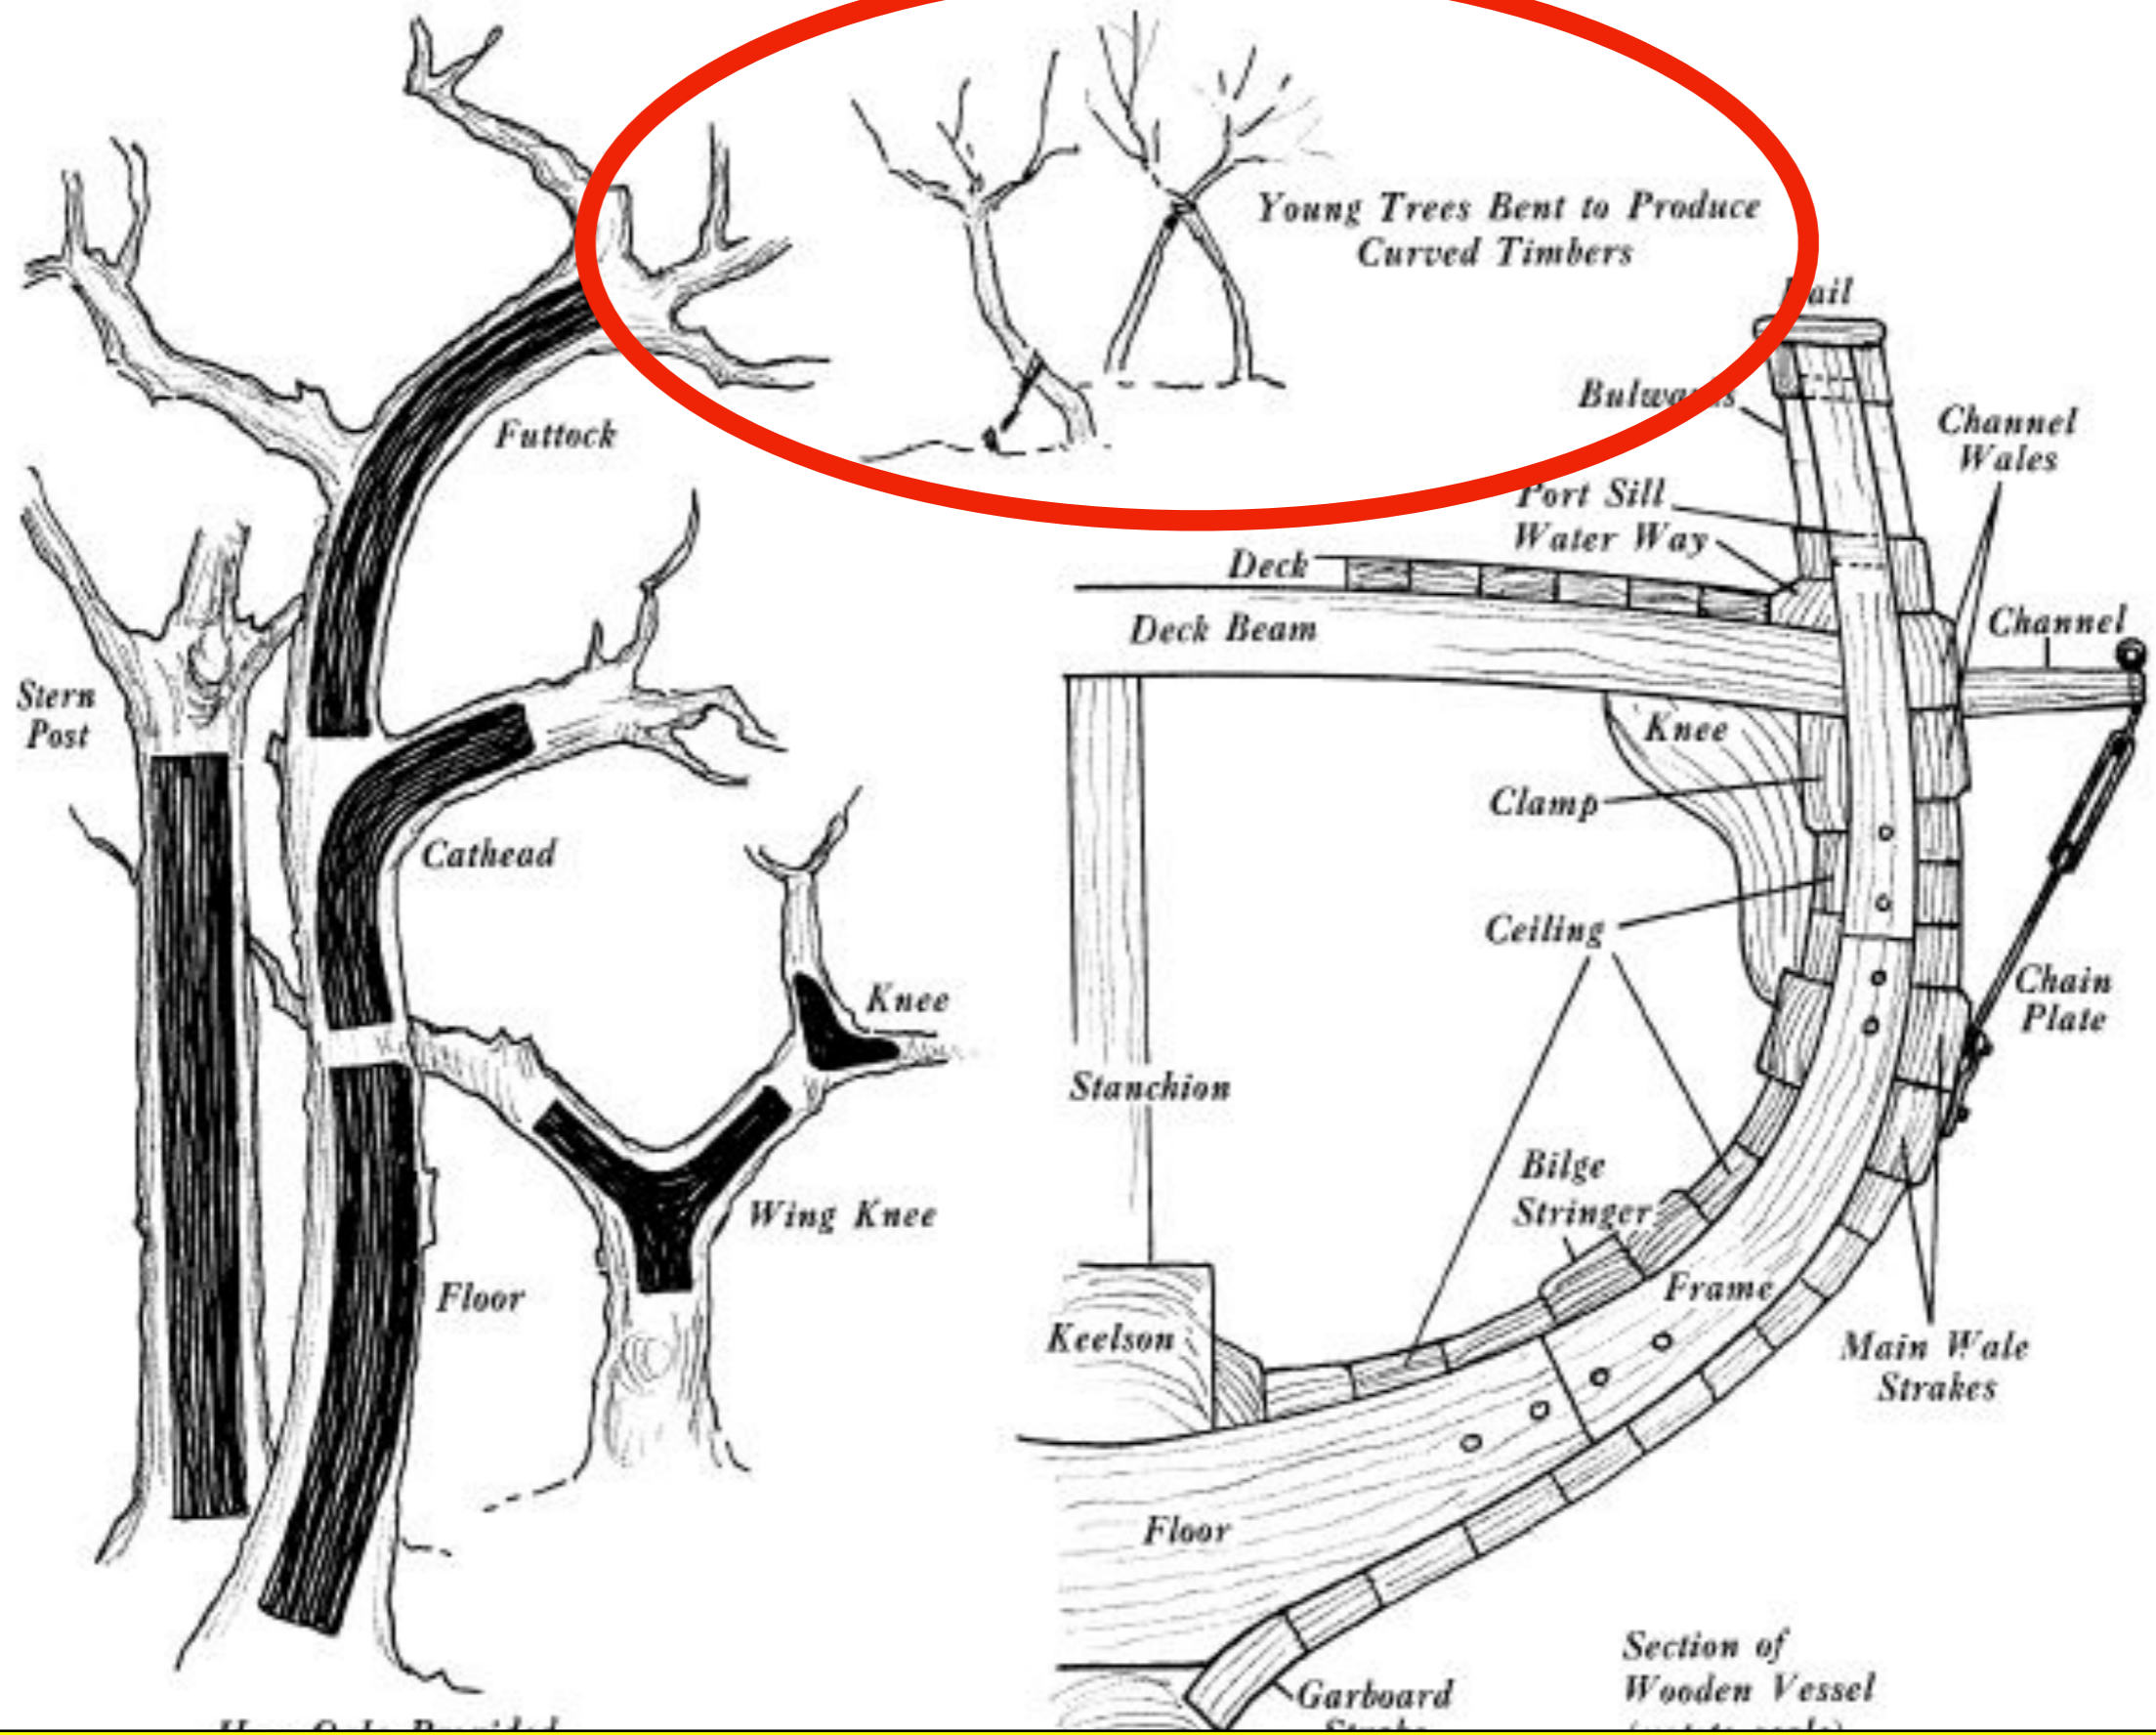 Young Trees Bent to Produce
Curved Timbers
Futtock
Stern
Post
Cathead
Knee
Wing Knee
Floor
Bulwa
Channel
Wales
Port Sill
Water Way
Deck
Deck Beam
Channel
Knee
Clamp
Ceiling
Chain
Plate
Stanchion
Bilge
Stringer
Frame
Keelson
Main Wale
Strakes
Floor
Section of
Wooden Vessel
Garboard